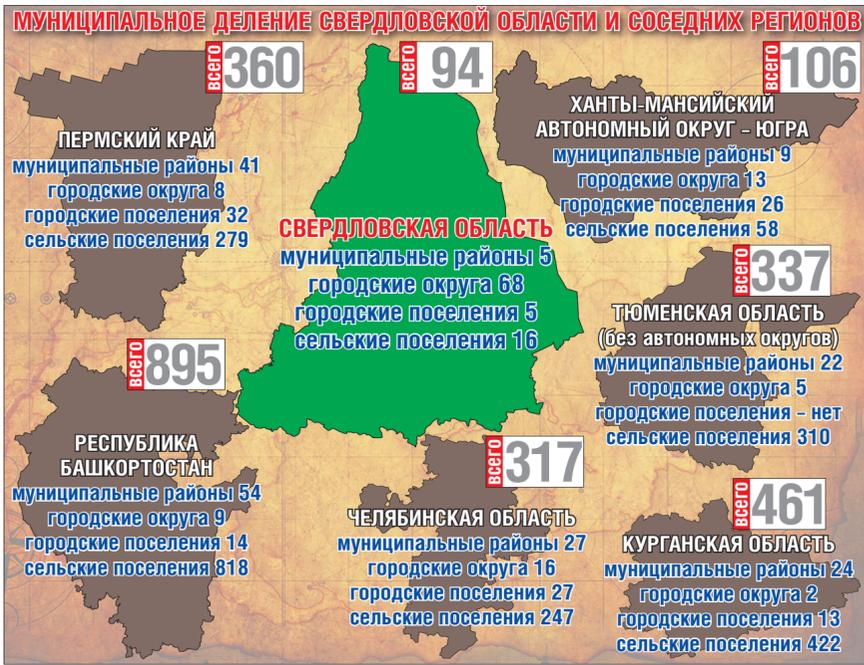 МУНИЦИПАЛЬНОЕ ДЕЛЕНИЕ СВЕРДЛОВСКОЙ ОБЛАСТИ И СОСЕДНИХ РЕГИОНОВ
всего 360
ПЕРМСКИЙ КРАЙ
муниципальные районы 41
городские округа 8
городские поселения 32
сельские поселения 279
всего 94
СВЕРДЛОВСКАЯ ОБЛАСТЬ
муниципальные районы 5
городские округа 68
городские поселения 5
сельские поселения 16
всего 106
ХАНТЫ-МАНСИЙСКИЙ
АВТОНОМНЫЙ ОКРУГ – ЮГРА
муниципальные районы 9
городские округа 13
городские поселения 26
сельские поселения 58
всего 337
ТЮМЕНСКАЯ ОБЛАСТЬ
(без автономных округов)
муниципальные районы 22
городские округа 5
городские поселения – нет
сельские поселения 310
всего 895
РЕСПУБЛИКА
БАШКОРТОСТАН
муниципальные районы 54
городские округа 9
городские поселения 14
сельские поселения 818
всего 317
ЧЕЛЯБИНСКАЯ ОБЛАСТЬ
муниципальные районы 27
городские округа 16
городские поселения 27
сельские поселения 247
всего 461
КУРГАНСКАЯ ОБЛАСТЬ
муниципальные районы 24
городские округа 2
городские поселения 13
сельские поселения 422